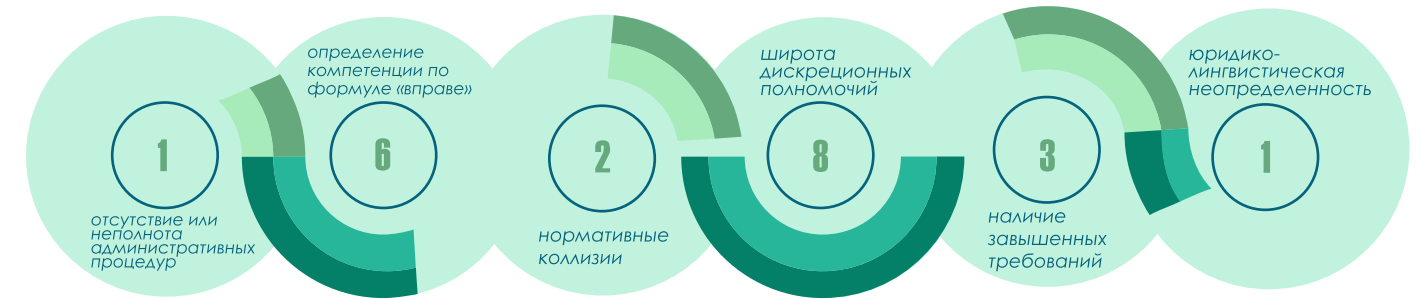 1
отсутствие или
неполнота
административных
процедур
определение
компетенции по
формуле «вправе»
6
2
нормативные
коллизии
широта
дискреционных
полномочий
8
3
наличие
завышенных
требований
юридико-
лингвистическая
неопределенность
1